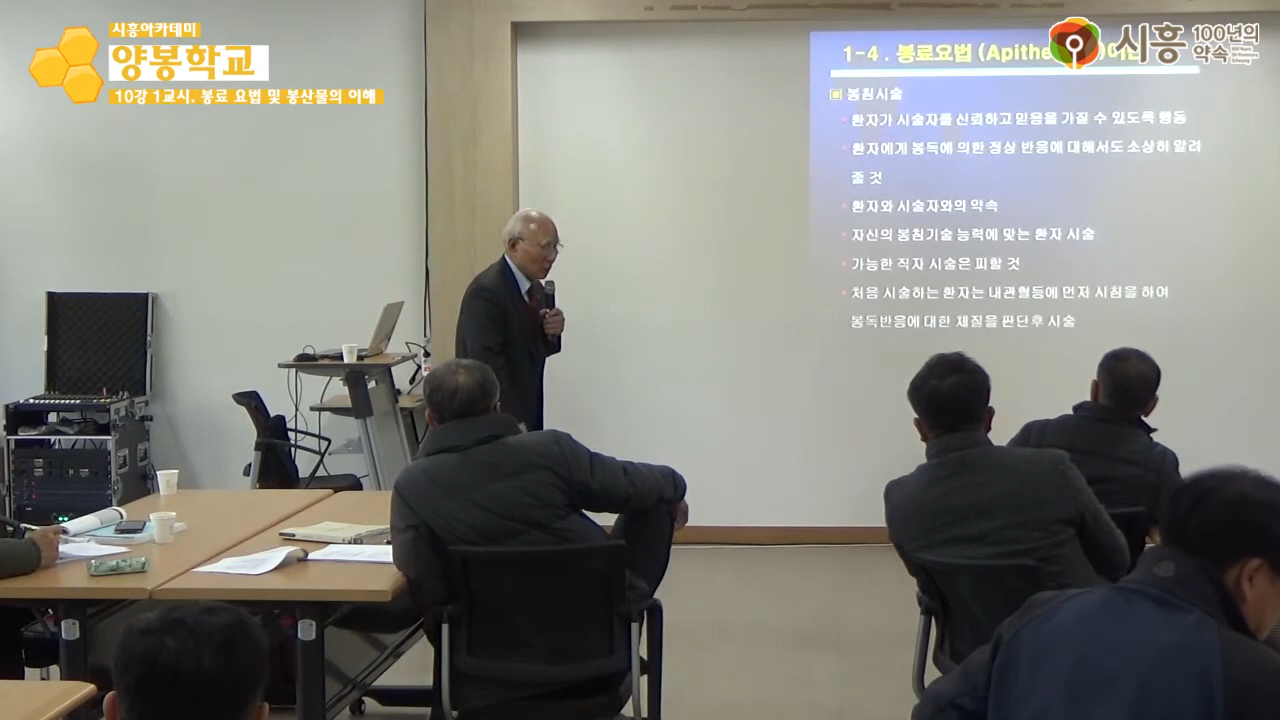 시흥아카데미
양봉학교
10강 1교시. 봉료 요법 및 봉산물의 이해
시흥 100년의 약속
1-4 . 봉료요법 (Apithe
봉침시술
환자가 시술자를 신뢰하고 믿음을 가질 수 있도록 행동
환자에게 봉독에 의한 정상 반응에 대해서도 소상히 알려
줄 것
환자와 시술자와의 약속
자신의 봉침기술 능력에 맞는 환자 시술
가능한 직자 시술은 피할 것
처음 시술하는 환자는 내관혈등에 먼저 시침을 하여
봉독반응에 대한 체질을 판단후 시술